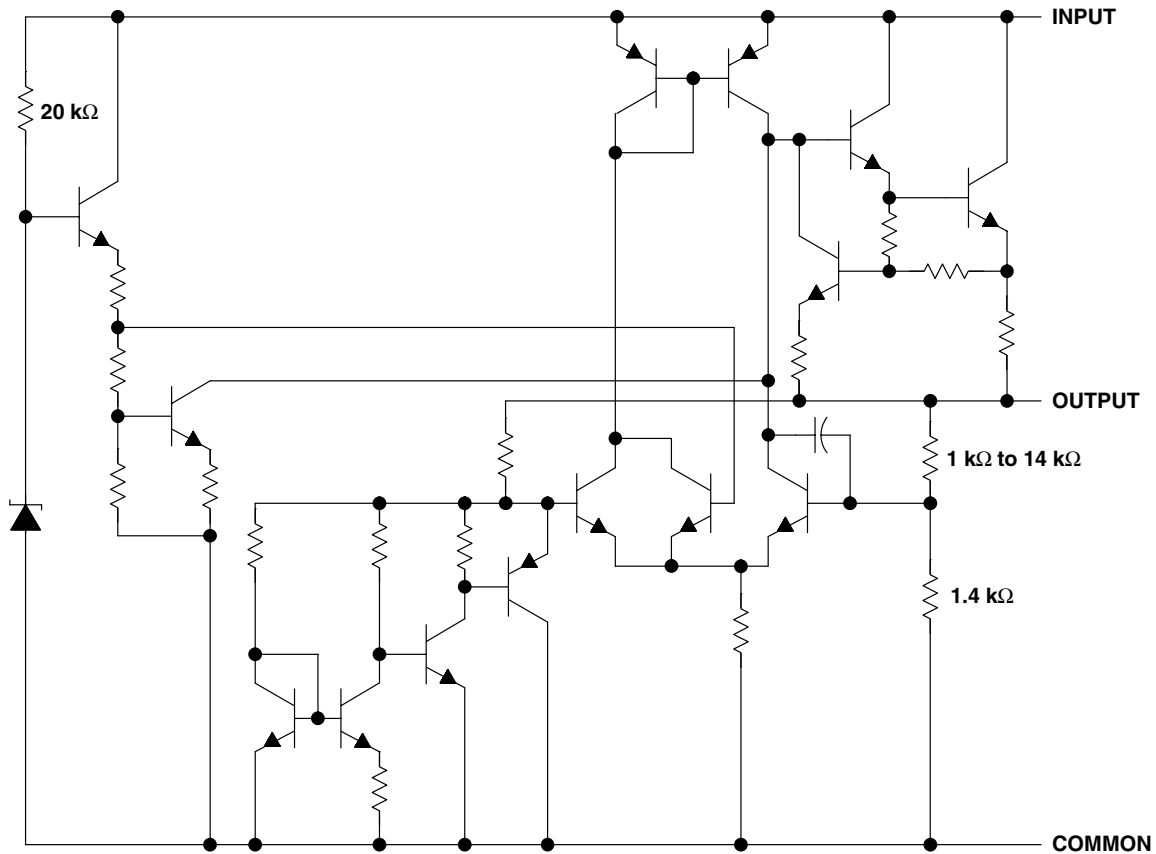 INPUT
20 kΩ
OUTPUT
1 kΩ to 14 kΩ
1.4 kΩ
COMMON